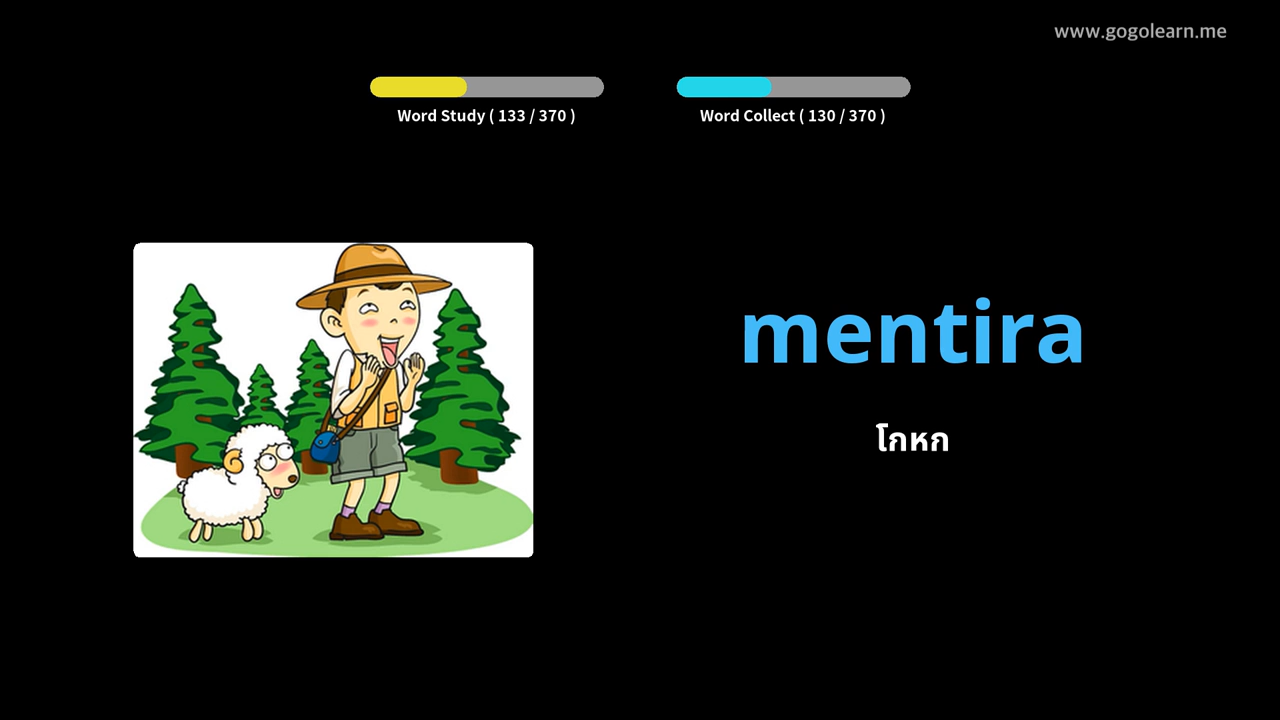 www.gogolearn.me
Word Study ( 133 / 370 )
Word Collect ( 130 / 370 )
mentira
โกหก